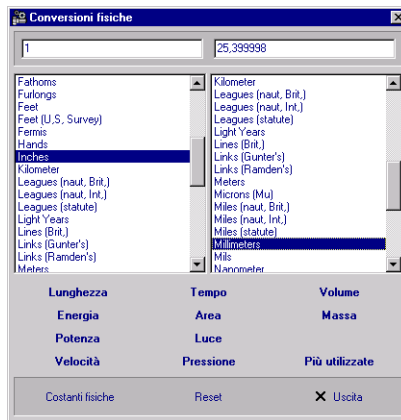 Conversioni fisiche
1
25,399998
Fathoms
Furlongs
Feet
Feet (U,S, Survey)
Fermis
Hands
Inches
Kilometer
Leagues (naut, Brit,)
Leagues (naut, Int,)
Leagues (statute)
Light Years
Lines (Brit,)
Links (Gunter's)
Links (Ramden's)
Meters
Kilometer
Leagues (naut, Brit,)
Leagues (naut, Int,)
Leagues (statute)
Light Years
Lines (Brit,)
Links (Gunter's)
Links (Ramden's)
Meters
Microns (Mu)
Miles (naut, Brit,)
Miles (naut, Int,)
Miles (statute)
Millimeters
Mils
Nanometer
Lunghezza Tempo Volume
Energia Area Massa
Potenza Luce
Velocità Pressione Più utilizzate
Costanti fisiche Reset Uscita